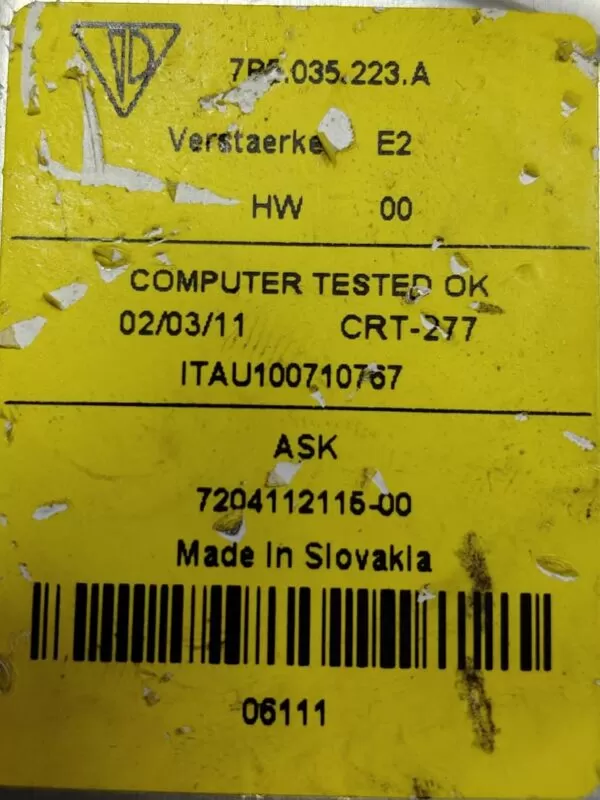 7P5.035.223.A
Verstaerke E2
HW 00
COMPUTER TESTED OK
02/03/11 CRT-277
ITAU100710767
ASK
7204112115-00
Made In Slovakia
06111